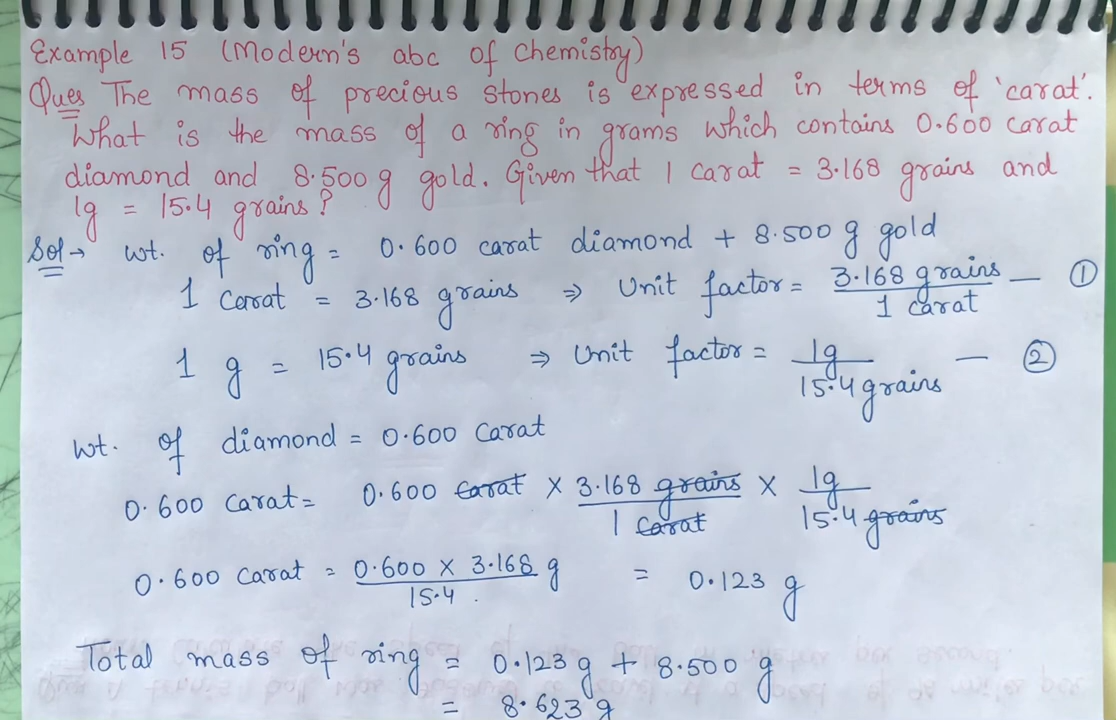 Example 15 (Modern's abc of Chemistry)
Ques The mass of precious stones is expressed in terms of 'carat'.
What is the mass of a ring in grams which contains 0.600 carat
diamond and 8.500 g gold. Given that 1 carat = 3.168 grains and
1g = 15.4 grains?
Sol→ wt. of ring = 0.600 carat diamond + 8.500 g gold
1 Carat = 3.168 grains ⇒ Unit factor = 3.168 grains / 1 carat — ①
1 g = 15.4 grains ⇒ Unit factor = 1g / 15.4 grains — ②
Wt. of diamond = 0.600 Carat
0.600 Carat = 0.600 carat × 3.168 grains / 1 carat × 1g / 15.4 grains
0.600 Carat = 0.600 × 3.168 / 15.4 g = 0.123 g
Total mass of ring = 0.123 g + 8.500 g
= 8.623 g